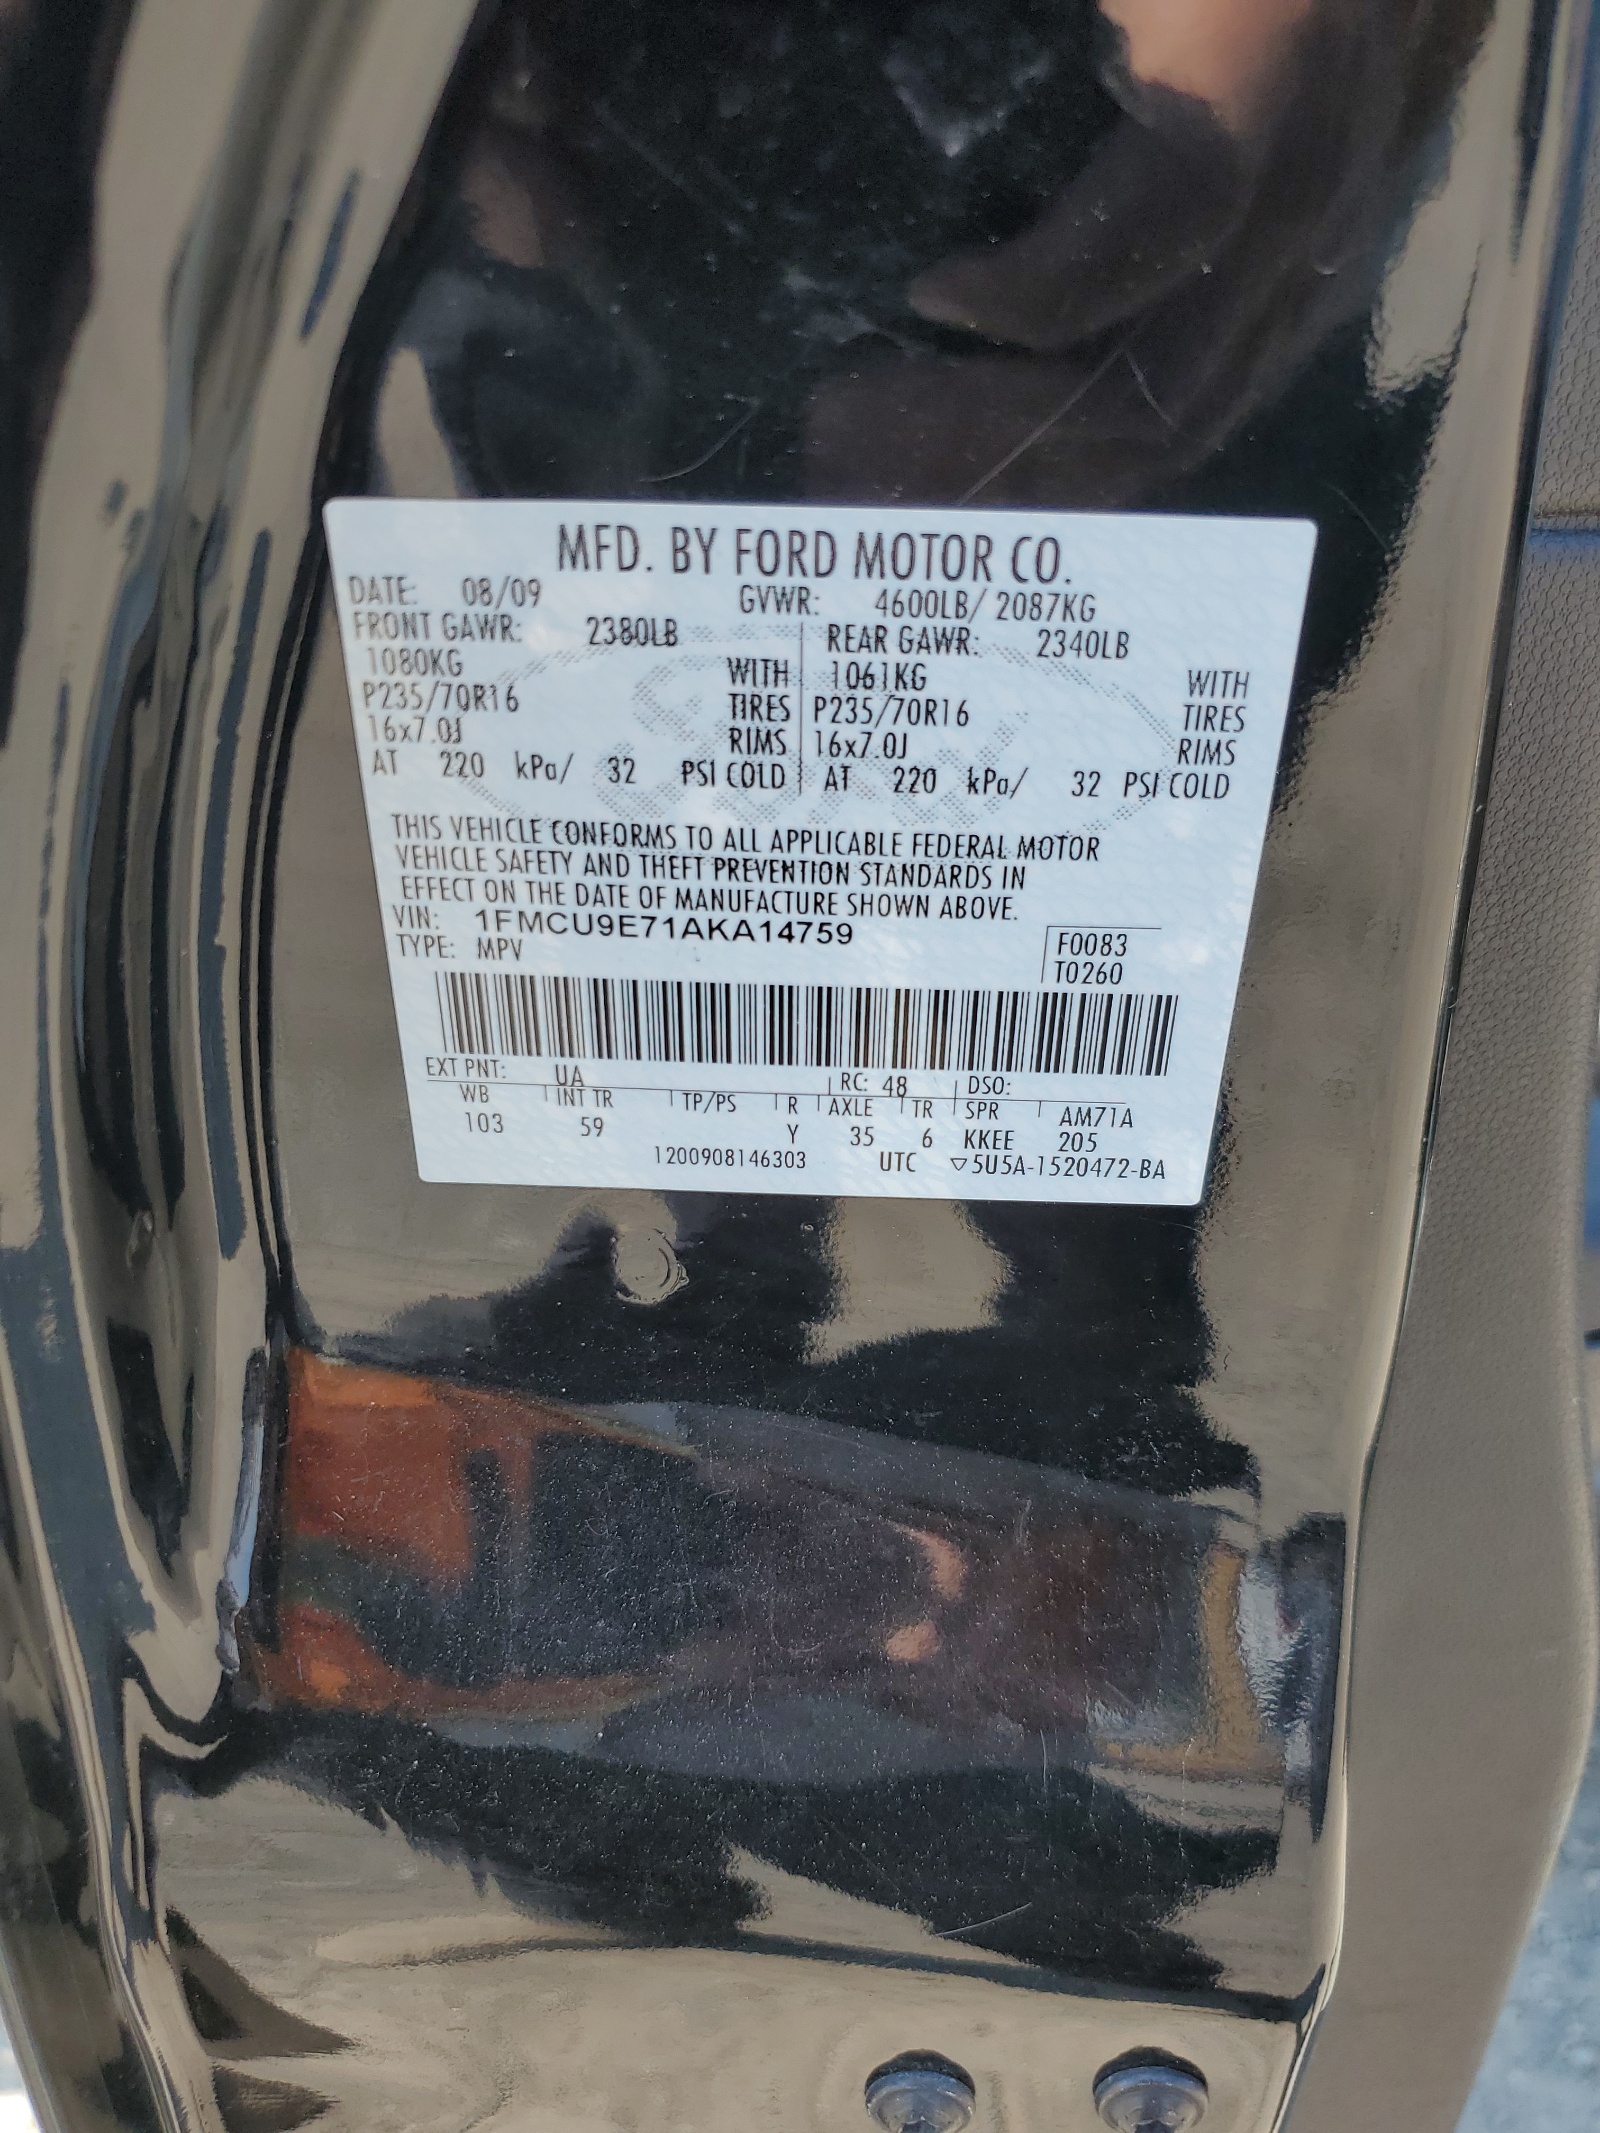 MFD. BY FORD MOTOR CO.
DATE: 08/09 GVWR: 4600LB/ 2087KG
FRONT GAWR: 2380LB REAR GAWR: 2340LB
1080KG WITH 1061KG WITH
P235/70R16 TIRES P235/70R16 TIRES
16x7.0J RIMS 16x7.0J RIMS
AT 220 kPa/ 32 PSI COLD AT 220 kPa/ 32 PSI COLD
THIS VEHICLE CONFORMS TO ALL APPLICABLE FEDERAL MOTOR
VEHICLE SAFETY AND THEFT PREVENTION STANDARDS IN
EFFECT ON THE DATE OF MANUFACTURE SHOWN ABOVE.
VIN: 1FMCU9E71AKA14759 F0083
TYPE: MPV T0260
EXT PNT: UA RC: 48 DSO:
WB INT TR TP/PS R AXLE TR SPR AM71A
103 59 Y 35 6 KKEE 205
1200908146303 UTC ▽5U5A-1520472-BA